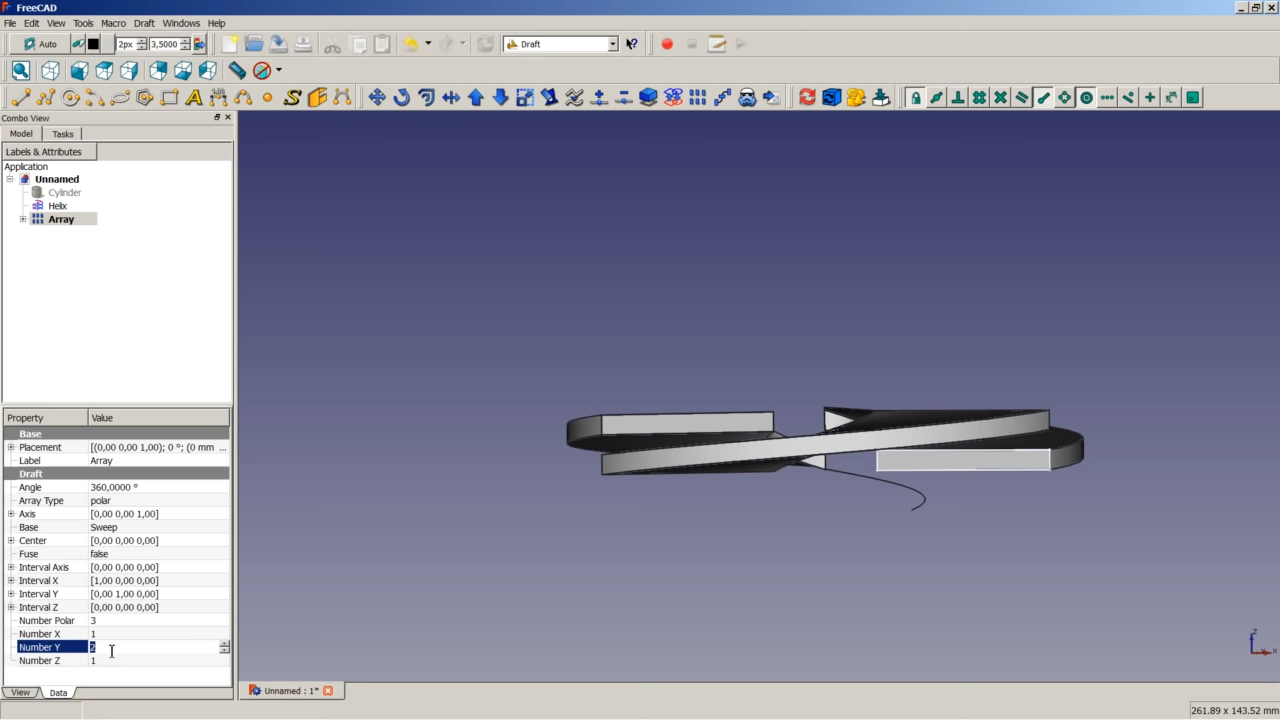 FreeCAD
File Edit View Tools Macro Draft Windows Help
Auto 2px 3,5000 Draft
Combo View
Model Tasks
Labels & Attributes
Application
Unnamed
Cylinder
Helix
Array
Property Value
Base
Placement [(0,00 0,00 1,00); 0 °; (0 mm ...
Label Array
Draft
Angle 360,0000 °
Array Type polar
Axis [0,00 0,00 1,00]
Base Sweep
Center [0,00 0,00 0,00]
Fuse false
Interval Axis [0,00 0,00 0,00]
Interval X [1,00 0,00 0,00]
Interval Y [0,00 1,00 0,00]
Interval Z [0,00 0,00 0,00]
Number Polar 3
Number X 1
Number Y 2
Number Z 1
View Data
Unnamed : 1*
z
x
261.89 x 143.52 mm